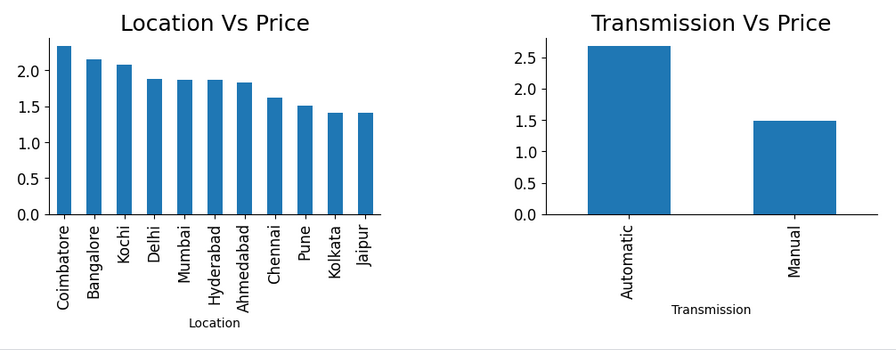 Location Vs Price
2.0
1.5
1.0
0.5
0.0
Coimbatore
Bangalore
Kochi
Delhi
Mumbai
Hyderabad
Ahmedabad
Chennai
Pune
Kolkata
Jaipur
Location
Transmission Vs Price
2.5
2.0
1.5
1.0
0.5
0.0
Automatic
Manual
Transmission